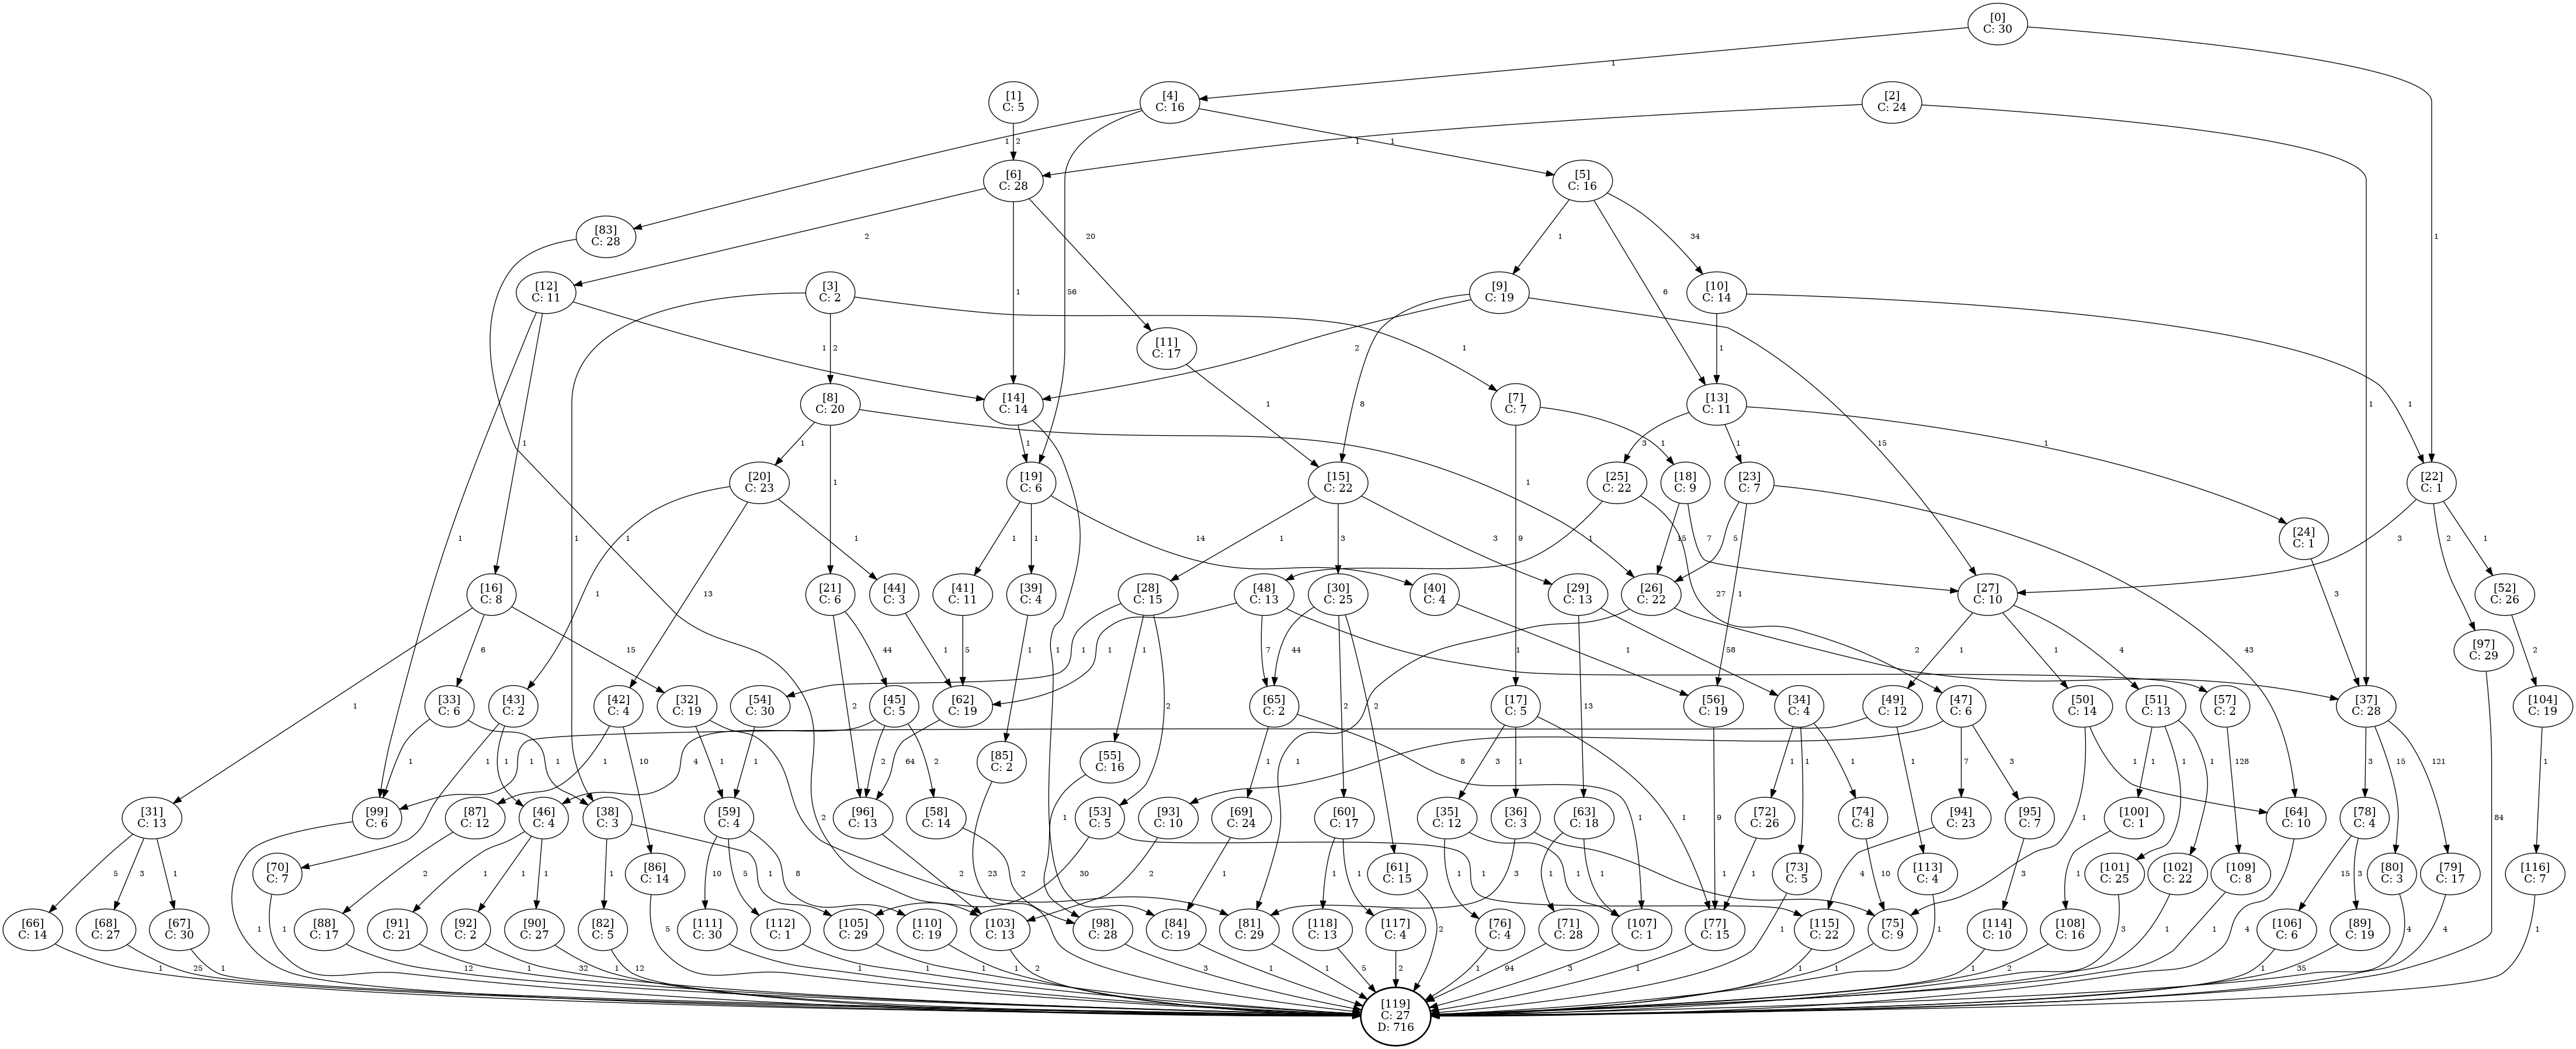 [0]
C: 30
1
[1]
C: 5
[4]
C: 16
[2]
C: 24
1
2
1
1
[6]
C: 28
[5]
C: 16
[83]
C: 28
2
20
1
34
1
[12]
C: 11
[3]
C: 2
1
56
[9]
C: 19
6
[10]
C: 14
1
2
1
[11]
C: 17
1
2
1
1
[8]
C: 20
[14]
C: 14
1
8
[7]
C: 7
[13]
C: 11
1
1
1
1
3
1
1
15
1
[20]
C: 23
[19]
C: 6
[15]
C: 22
[25]
C: 22
[18]
C: 9
[23]
C: 7
[22]
C: 1
1
1
1
1
1
1
14
1
3
3
9
1
15
7
5
3
2
1
[24]
C: 1
[16]
C: 8
1
13
[21]
C: 6
[44]
C: 3
[41]
C: 11
[39]
C: 4
[28]
C: 15
[48]
C: 13
[30]
C: 25
[40]
C: 4
[29]
C: 13
[26]
C: 22
27
1
[27]
C: 10
3
[52]
C: 26
1
6
15
44
1
5
1
1
1
2
1
7
44
2
2
1
1
58
13
2
1
1
4
43
2
[97]
C: 29
[33]
C: 6
[43]
C: 2
[42]
C: 4
[32]
C: 19
[54]
C: 30
[45]
C: 5
[62]
C: 19
[65]
C: 2
[17]
C: 5
[56]
C: 19
[34]
C: 4
[47]
C: 6
[49]
C: 12
[50]
C: 14
[51]
C: 13
[57]
C: 2
[37]
C: 28
[104]
C: 19
1
1
1
1
1
10
1
1
4
2
2
2
64
[85]
C: 2
[55]
C: 16
1
1
8
3
1
1
9
1
1
1
7
3
1
1
1
1
1
1
128
3
15
121
1
[31]
C: 13
[99]
C: 6
[87]
C: 12
[46]
C: 4
[38]
C: 3
[59]
C: 4
[96]
C: 13
[58]
C: 14
1
[53]
C: 5
[93]
C: 10
[69]
C: 24
[60]
C: 17
[35]
C: 12
[36]
C: 3
[63]
C: 18
[72]
C: 26
[74]
C: 8
[94]
C: 23
[95]
C: 7
[100]
C: 1
[64]
C: 10
[78]
C: 4
84
[116]
C: 7
5
3
1
[70]
C: 7
2
1
1
1
[86]
C: 14
1
1
10
5
8
2
2
23
2
30
1
2
1
1
1
[61]
C: 15
1
1
3
1
1
1
1
[73]
C: 5
10
4
[113]
C: 4
3
1
1
[101]
C: 25
[102]
C: 22
[109]
C: 8
15
3
[80]
C: 3
[79]
C: 17
[66]
C: 14
[68]
C: 27
[67]
C: 30
1
1
[88]
C: 17
[91]
C: 21
[92]
C: 2
[90]
C: 27
[82]
C: 5
5
[111]
C: 30
[112]
C: 1
[105]
C: 29
[110]
C: 19
[103]
C: 13
[98]
C: 28
[84]
C: 19
[81]
C: 29
[118]
C: 13
[117]
C: 4
2
[76]
C: 4
[71]
C: 28
[107]
C: 1
[77]
C: 15
1
[115]
C: 22
[75]
C: 9
1
[114]
C: 10
[108]
C: 16
3
1
1
4
[106]
C: 6
[89]
C: 19
4
4
1
1
25
1
12
1
32
1
12
1
1
1
1
2
3
1
1
5
2
1
94
3
1
1
1
1
2
1
35
[119]
C: 27
D: 716